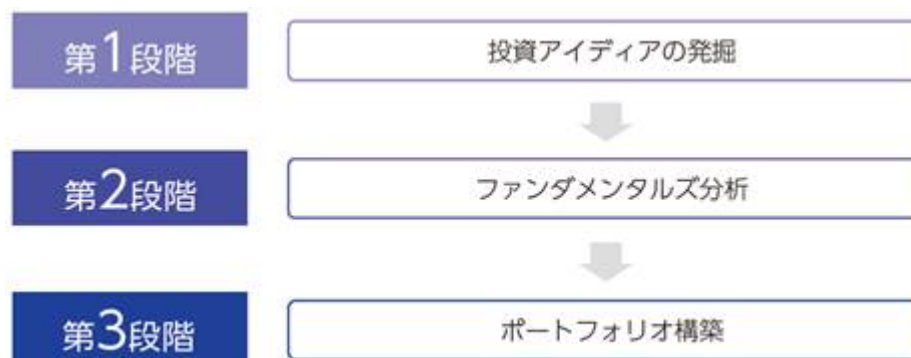 第1段階
投資アイディアの発掘
第2段階
ファンダメンタルズ分析
第3段階
ポートフォリオ構築